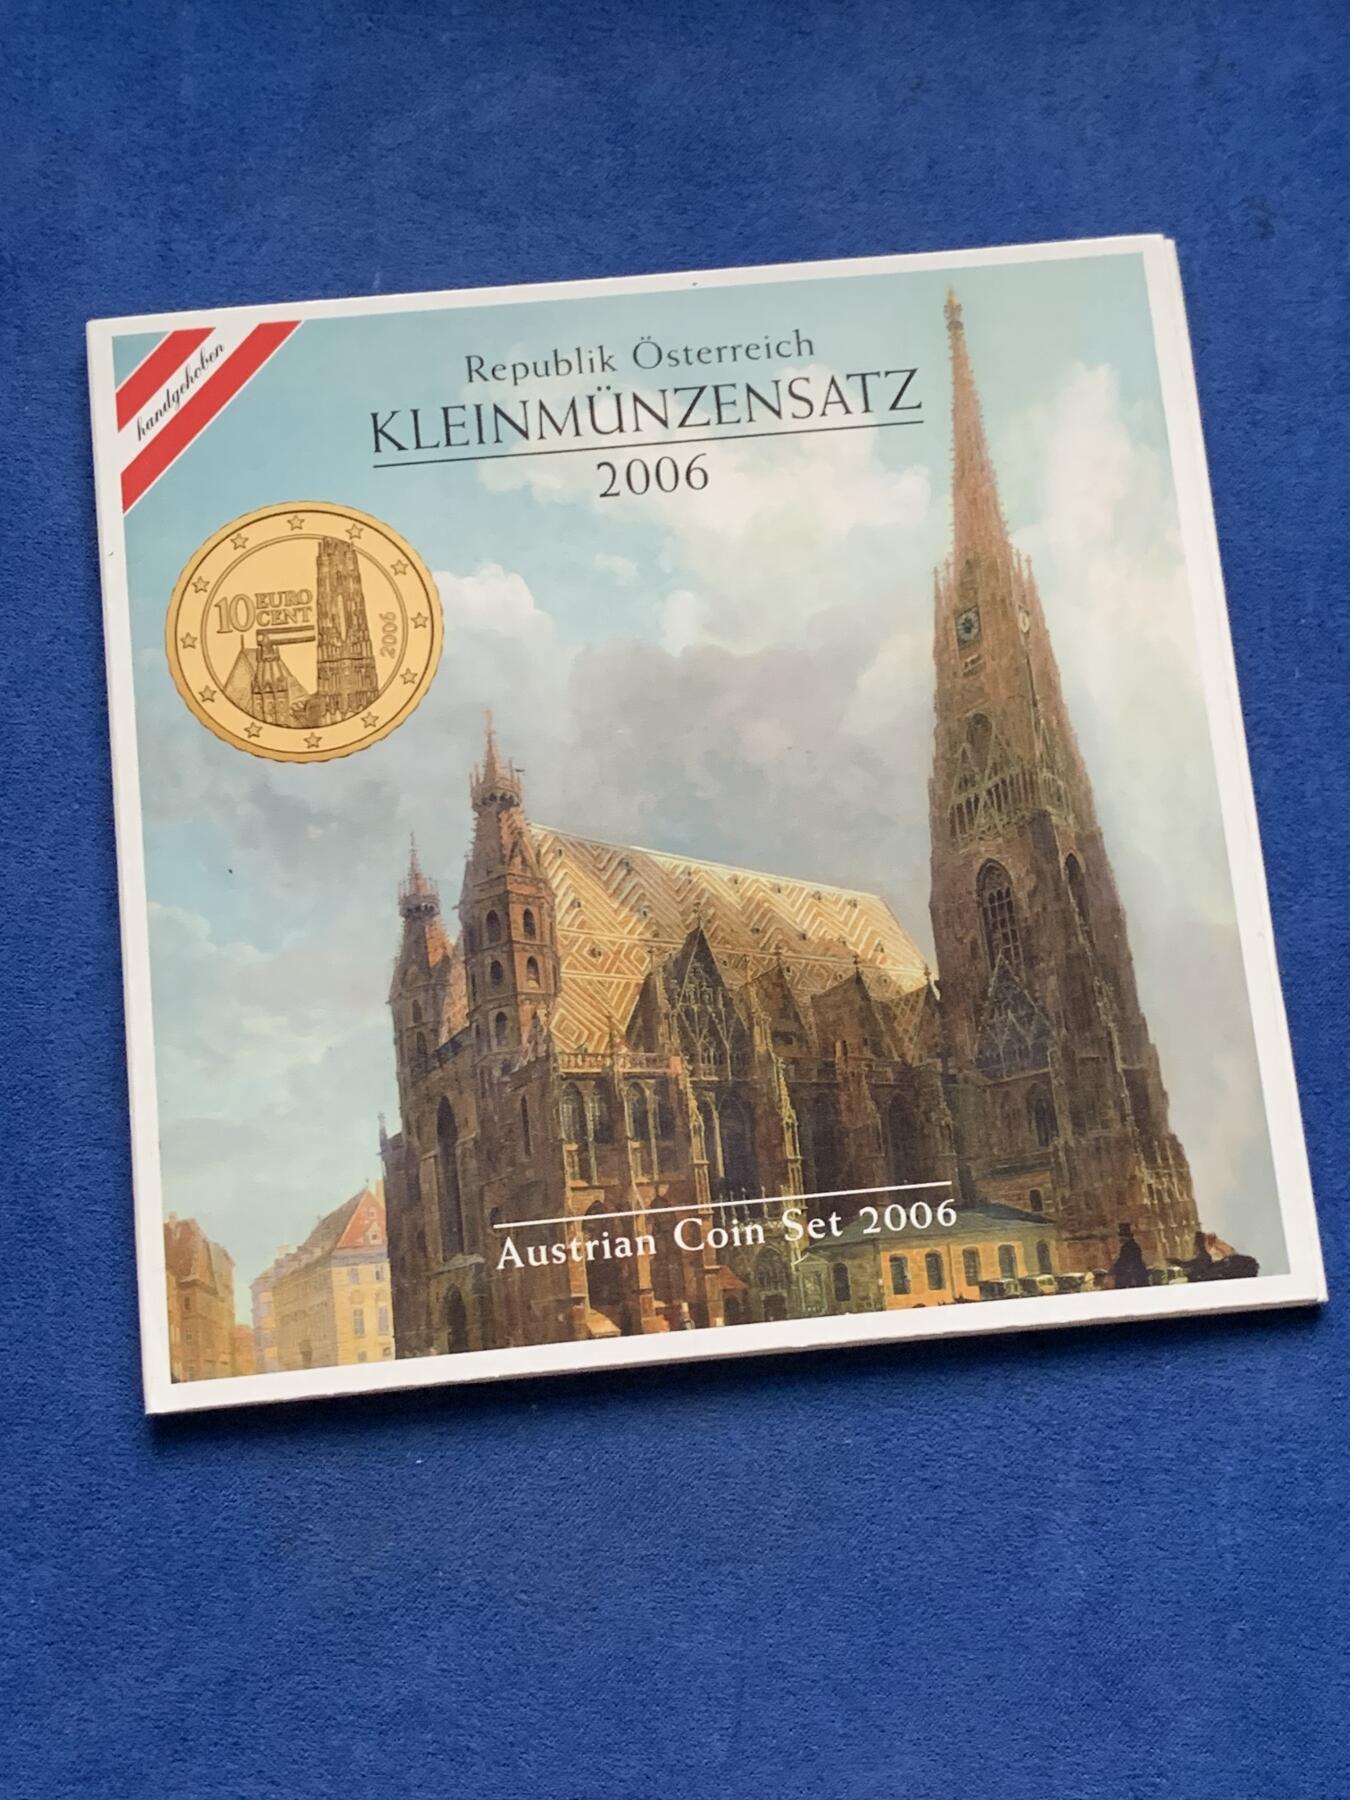 handgehoben
Republik Österreich
KLEINMÜNZENSATZ
2006
10 EURO
CENT
2006
Austrian Coin Set 2006